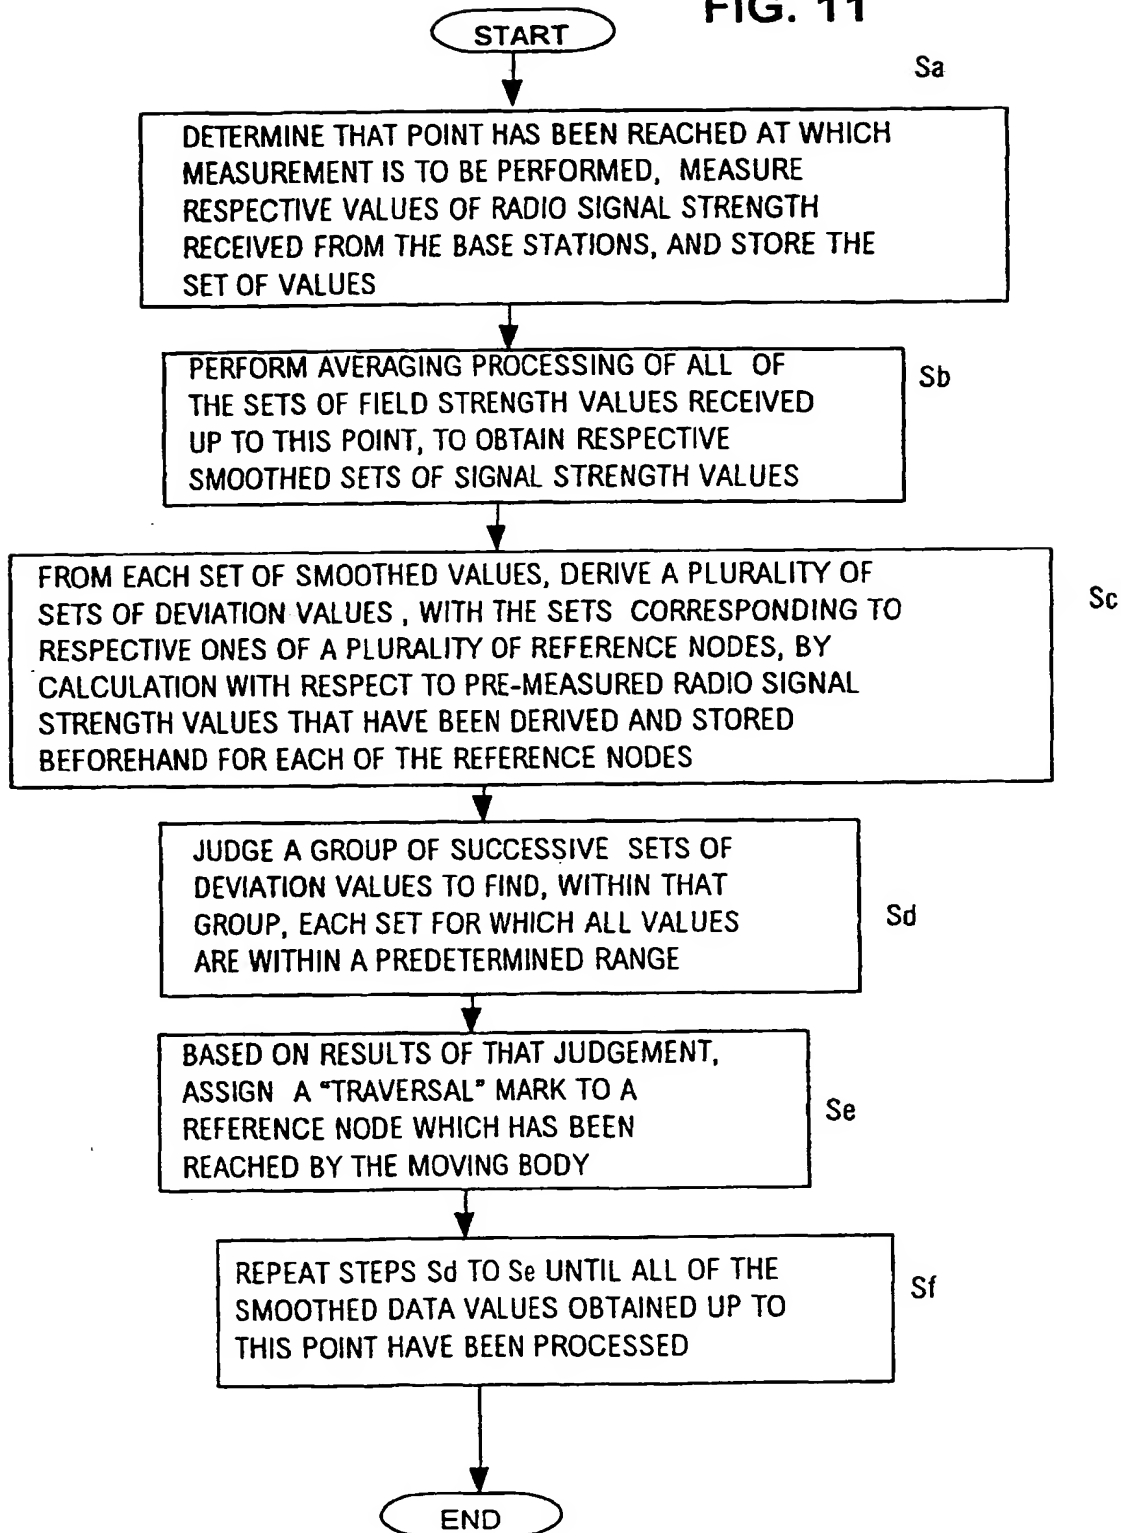 FIG. 11
START
Sa
DETERMINE THAT POINT HAS BEEN REACHED AT WHICH
MEASUREMENT IS TO BE PERFORMED, MEASURE
RESPECTIVE VALUES OF RADIO SIGNAL STRENGTH
RECEIVED FROM THE BASE STATIONS, AND STORE THE
SET OF VALUES
PERFORM AVERAGING PROCESSING OF ALL OF
THE SETS OF FIELD STRENGTH VALUES RECEIVED
UP TO THIS POINT, TO OBTAIN RESPECTIVE
SMOOTHED SETS OF SIGNAL STRENGTH VALUES
Sb
FROM EACH SET OF SMOOTHED VALUES, DERIVE A PLURALITY OF
SETS OF DEVIATION VALUES , WITH THE SETS CORRESPONDING TO
RESPECTIVE ONES OF A PLURALITY OF REFERENCE NODES, BY
CALCULATION WITH RESPECT TO PRE-MEASURED RADIO SIGNAL
STRENGTH VALUES THAT HAVE BEEN DERIVED AND STORED
BEFOREHAND FOR EACH OF THE REFERENCE NODES
Sc
JUDGE A GROUP OF SUCCESSIVE SETS OF
DEVIATION VALUES TO FIND, WITHIN THAT
GROUP, EACH SET FOR WHICH ALL VALUES
ARE WITHIN A PREDETERMINED RANGE
Sd
BASED ON RESULTS OF THAT JUDGEMENT,
ASSIGN A "TRAVERSAL" MARK TO A
REFERENCE NODE WHICH HAS BEEN
REACHED BY THE MOVING BODY
Se
REPEAT STEPS Sd TO Se UNTIL ALL OF THE
SMOOTHED DATA VALUES OBTAINED UP TO
THIS POINT HAVE BEEN PROCESSED
Sf
END